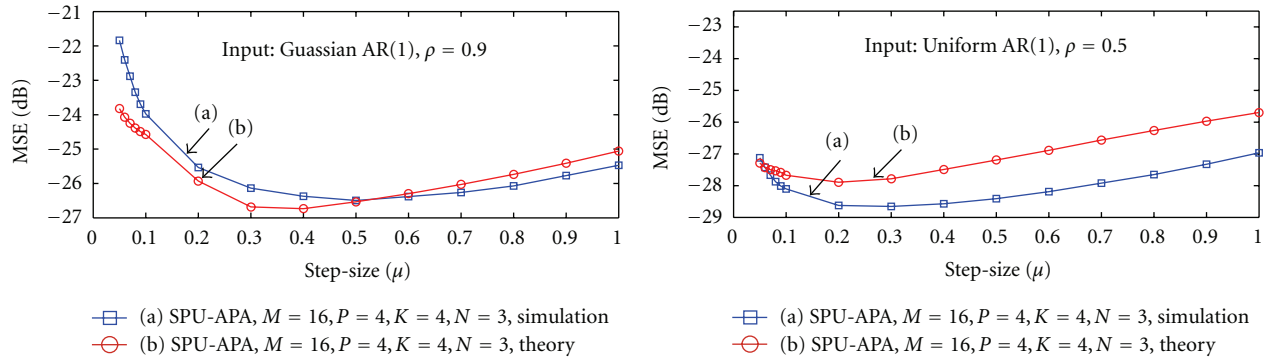 −21
−22
−23
−24
−25
−26
−27
MSE (dB)
Input: Guassian AR(1), ρ = 0.9
(a)
(b)
0 0.1 0.2 0.3 0.4 0.5 0.6 0.7 0.8 0.9 1
Step-size (μ)
(a) SPU-APA, M = 16, P = 4, K = 4, N = 3, simulation
(b) SPU-APA, M = 16, P = 4, K = 4, N = 3, theory
−23
−24
−25
−26
−27
−28
−29
MSE (dB)
Input: Uniform AR(1), ρ = 0.5
(a)
(b)
0 0.1 0.2 0.3 0.4 0.5 0.6 0.7 0.8 0.9 1
Step-size (μ)
(a) SPU-APA, M = 16, P = 4, K = 4, N = 3, simulation
(b) SPU-APA, M = 16, P = 4, K = 4, N = 3, theory